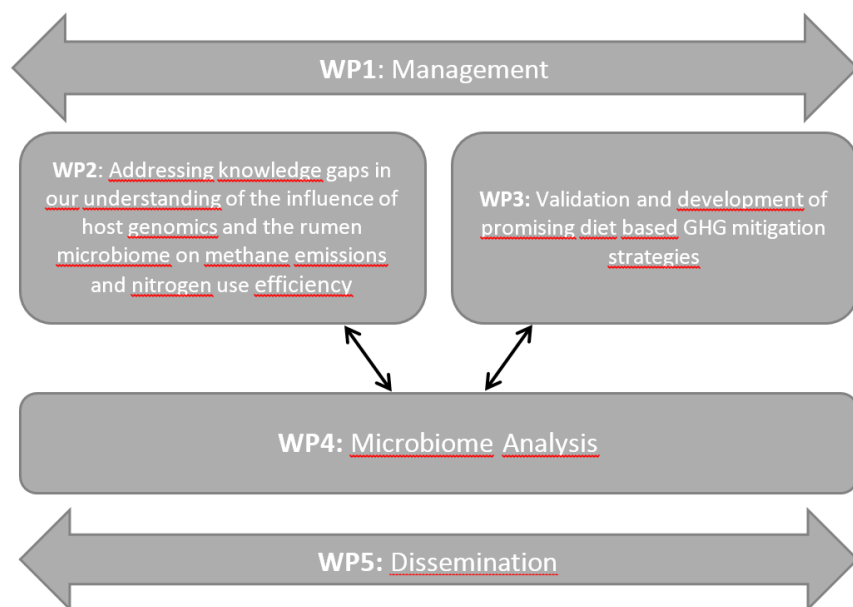 WP1: Management
WP2: Addressing knowledge gaps in
our understanding of the influence of
host genomics and the rumen
microbiome on methane emissions
and nitrogen use efficiency
WP3: Validation and development of
promising diet based GHG mitigation
strategies
WP4: Microbiome Analysis
WP5: Dissemination